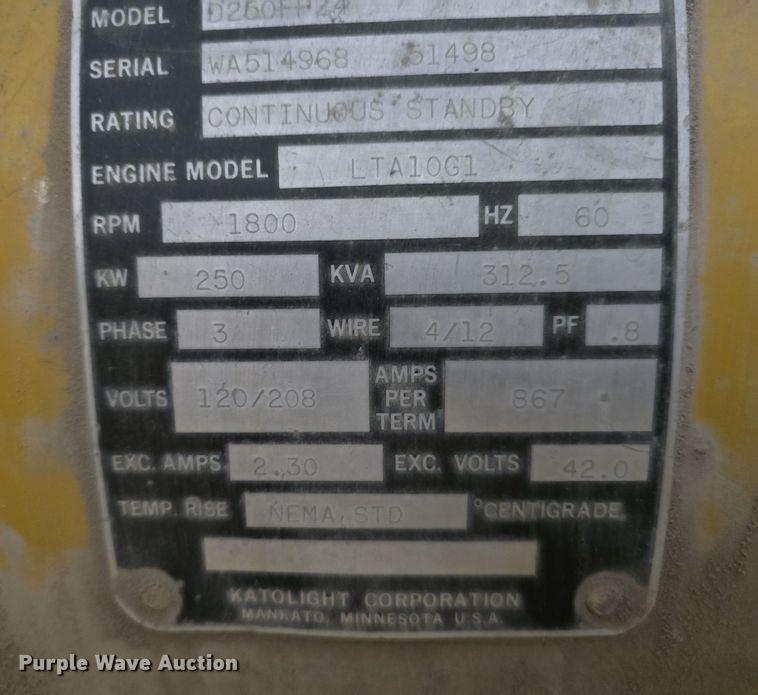 MODEL
SERIAL WA514968 51498
RATING CONTINUOUS STANDBY
ENGINE MODEL LTA10G1
RPM 1800 HZ 60
KW 250 KVA 312.5
PHASE 3 WIRE 4/12 PF .8
VOLTS 120/208 AMPS PER TERM 867
EXC. AMPS 2.30 EXC. VOLTS 42.0
TEMP. RISE NEMA STD °CENTIGRADE
KATOLIGHT CORPORATION
MANKATO, MINNESOTA U.S.A.
Purple Wave Auction